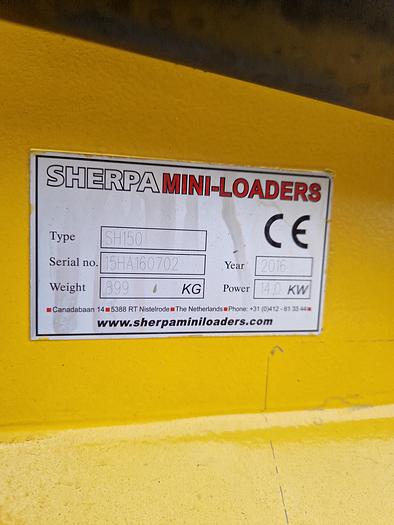 SHERPA MINI-LOADERS
CE
Type SH150
Serial no. 15HA160702 Year 2016
Weight 899 KG Power 14,0 KW
Canadabaan 14 ■ 5388 RT Nistelrode ■ The Netherlands ■ Phone: +31 (0)412 - 81 33 44
www.sherpaminiloaders.com